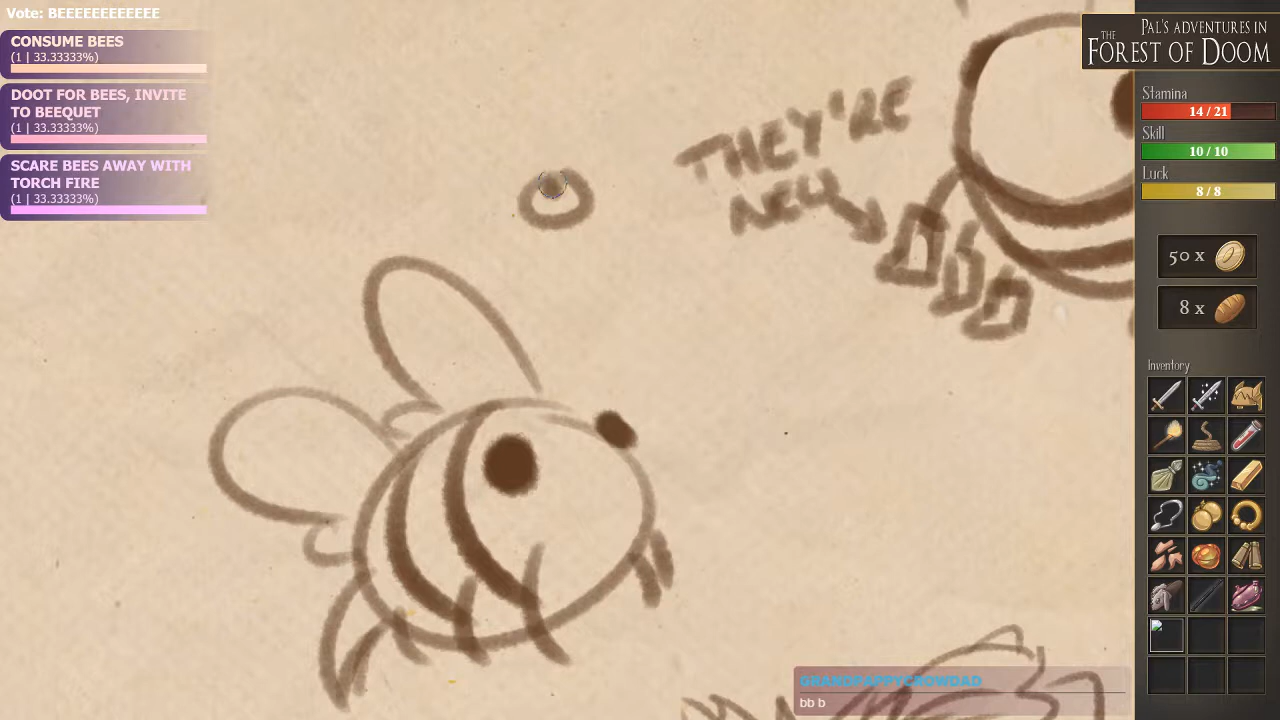 Vote: BEEEEEEEEEEEE
CONSUME BEES
(1 | 33.33333%)
DOOT FOR BEES, INVITE
TO BEEQUET
(1 | 33.33333%)
SCARE BEES AWAY WITH
TORCH FIRE
(1 | 33.33333%)
THEY'RE
NEW
PAL'S ADVENTURES IN
THE
FOREST OF DOOM
Stamina
14 / 21
Skill
10 / 10
Luck
8 / 8
50 x
8 x
Inventory
GRANDPAPPYCROWDAD
bb b